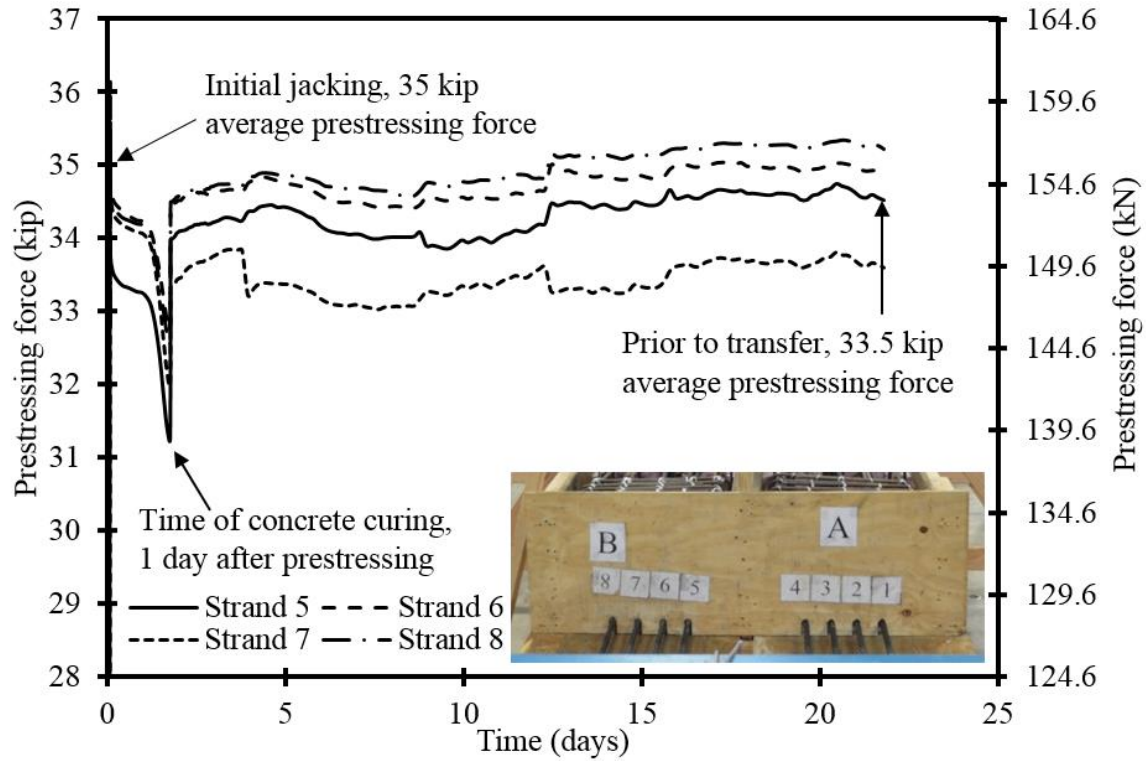 37
36
35
34
33
32
31
30
29
28
Prestressing force (kip)
164.6
159.6
154.6
149.6
144.6
139.6
134.6
129.6
124.6
Prestressing force (kN)
Initial jacking, 35 kip
average prestressing force
Prior to transfer, 33.5 kip
average prestressing force
Time of concrete curing,
1 day after prestressing
Strand 5 Strand 6
Strand 7 Strand 8
B A
8 7 6 5 4 3 2 1
0 5 10 15 20 25
Time (days)